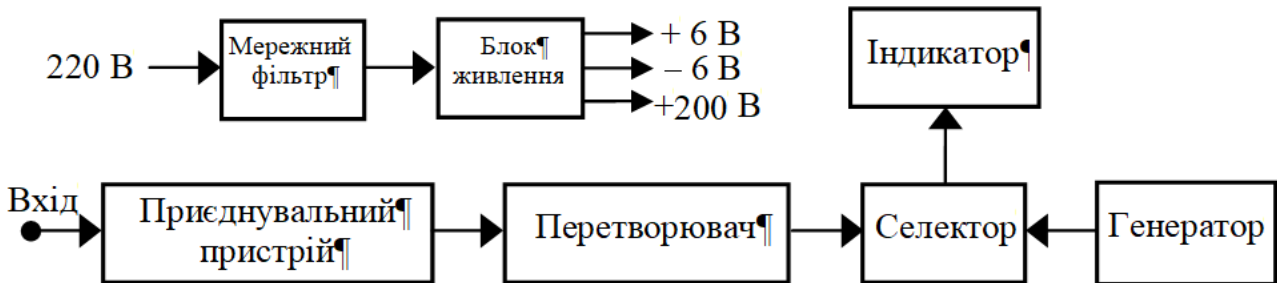 220 В
Мережний¶
фільтр¶
Блок¶
живлення
+ 6 В
– 6 В
+200 В
Індикатор¶
Вхід
Приєднувальний¶
пристрій¶
Перетворювач¶
Селектор
Генератор